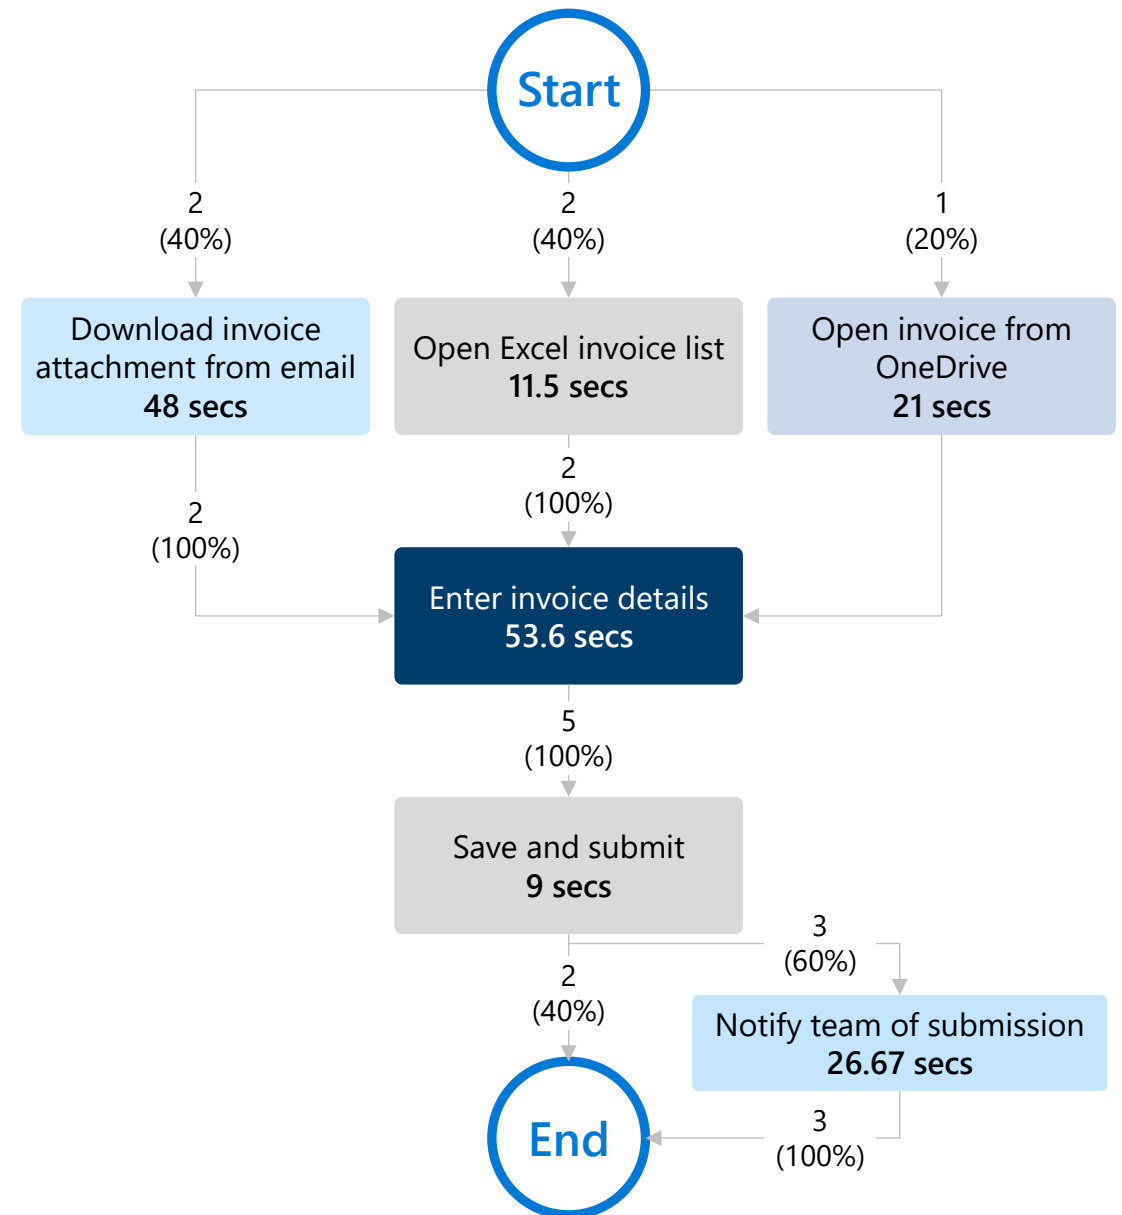 Start
2
(40%)
2
(40%)
1
(20%)
Download invoice
attachment from email
48 secs
Open Excel invoice list
11.5 secs
Open invoice from
OneDrive
21 secs
2
(100%)
2
(100%)
Enter invoice details
53.6 secs
5
(100%)
Save and submit
9 secs
3
(60%)
2
(40%)
Notify team of submission
26.67 secs
3
(100%)
End